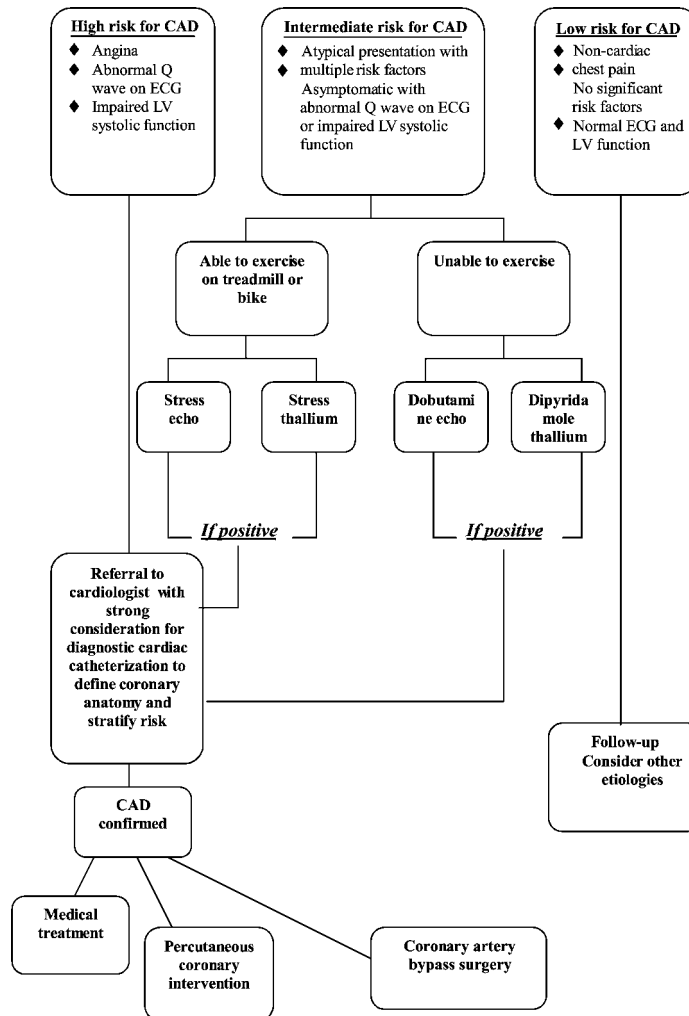 High risk for CAD
♦ Angina
♦ Abnormal Q
wave on ECG
♦ Impaired LV
systolic function
Intermediate risk for CAD
♦ Atypical presentation with
♦ multiple risk factors
Asymptomatic with
abnormal Q wave on ECG
or impaired LV systolic
function
Low risk for CAD
♦ Non-cardiac
♦ chest pain
No significant
risk factors
♦ Normal ECG and
LV function
Able to exercise
on treadmill or
bike
Unable to exercise
Stress
echo
Stress
thallium
Dobutami
ne echo
Dipyrida
mole
thallium
If positive
If positive
Referral to
cardiologist with
strong
consideration for
diagnostic cardiac
catheterization to
define coronary
anatomy and
stratify risk
Follow-up
Consider other
etiologies
CAD
confirmed
Medical
treatment
Percutaneous
coronary
intervention
Coronary artery
bypass surgery